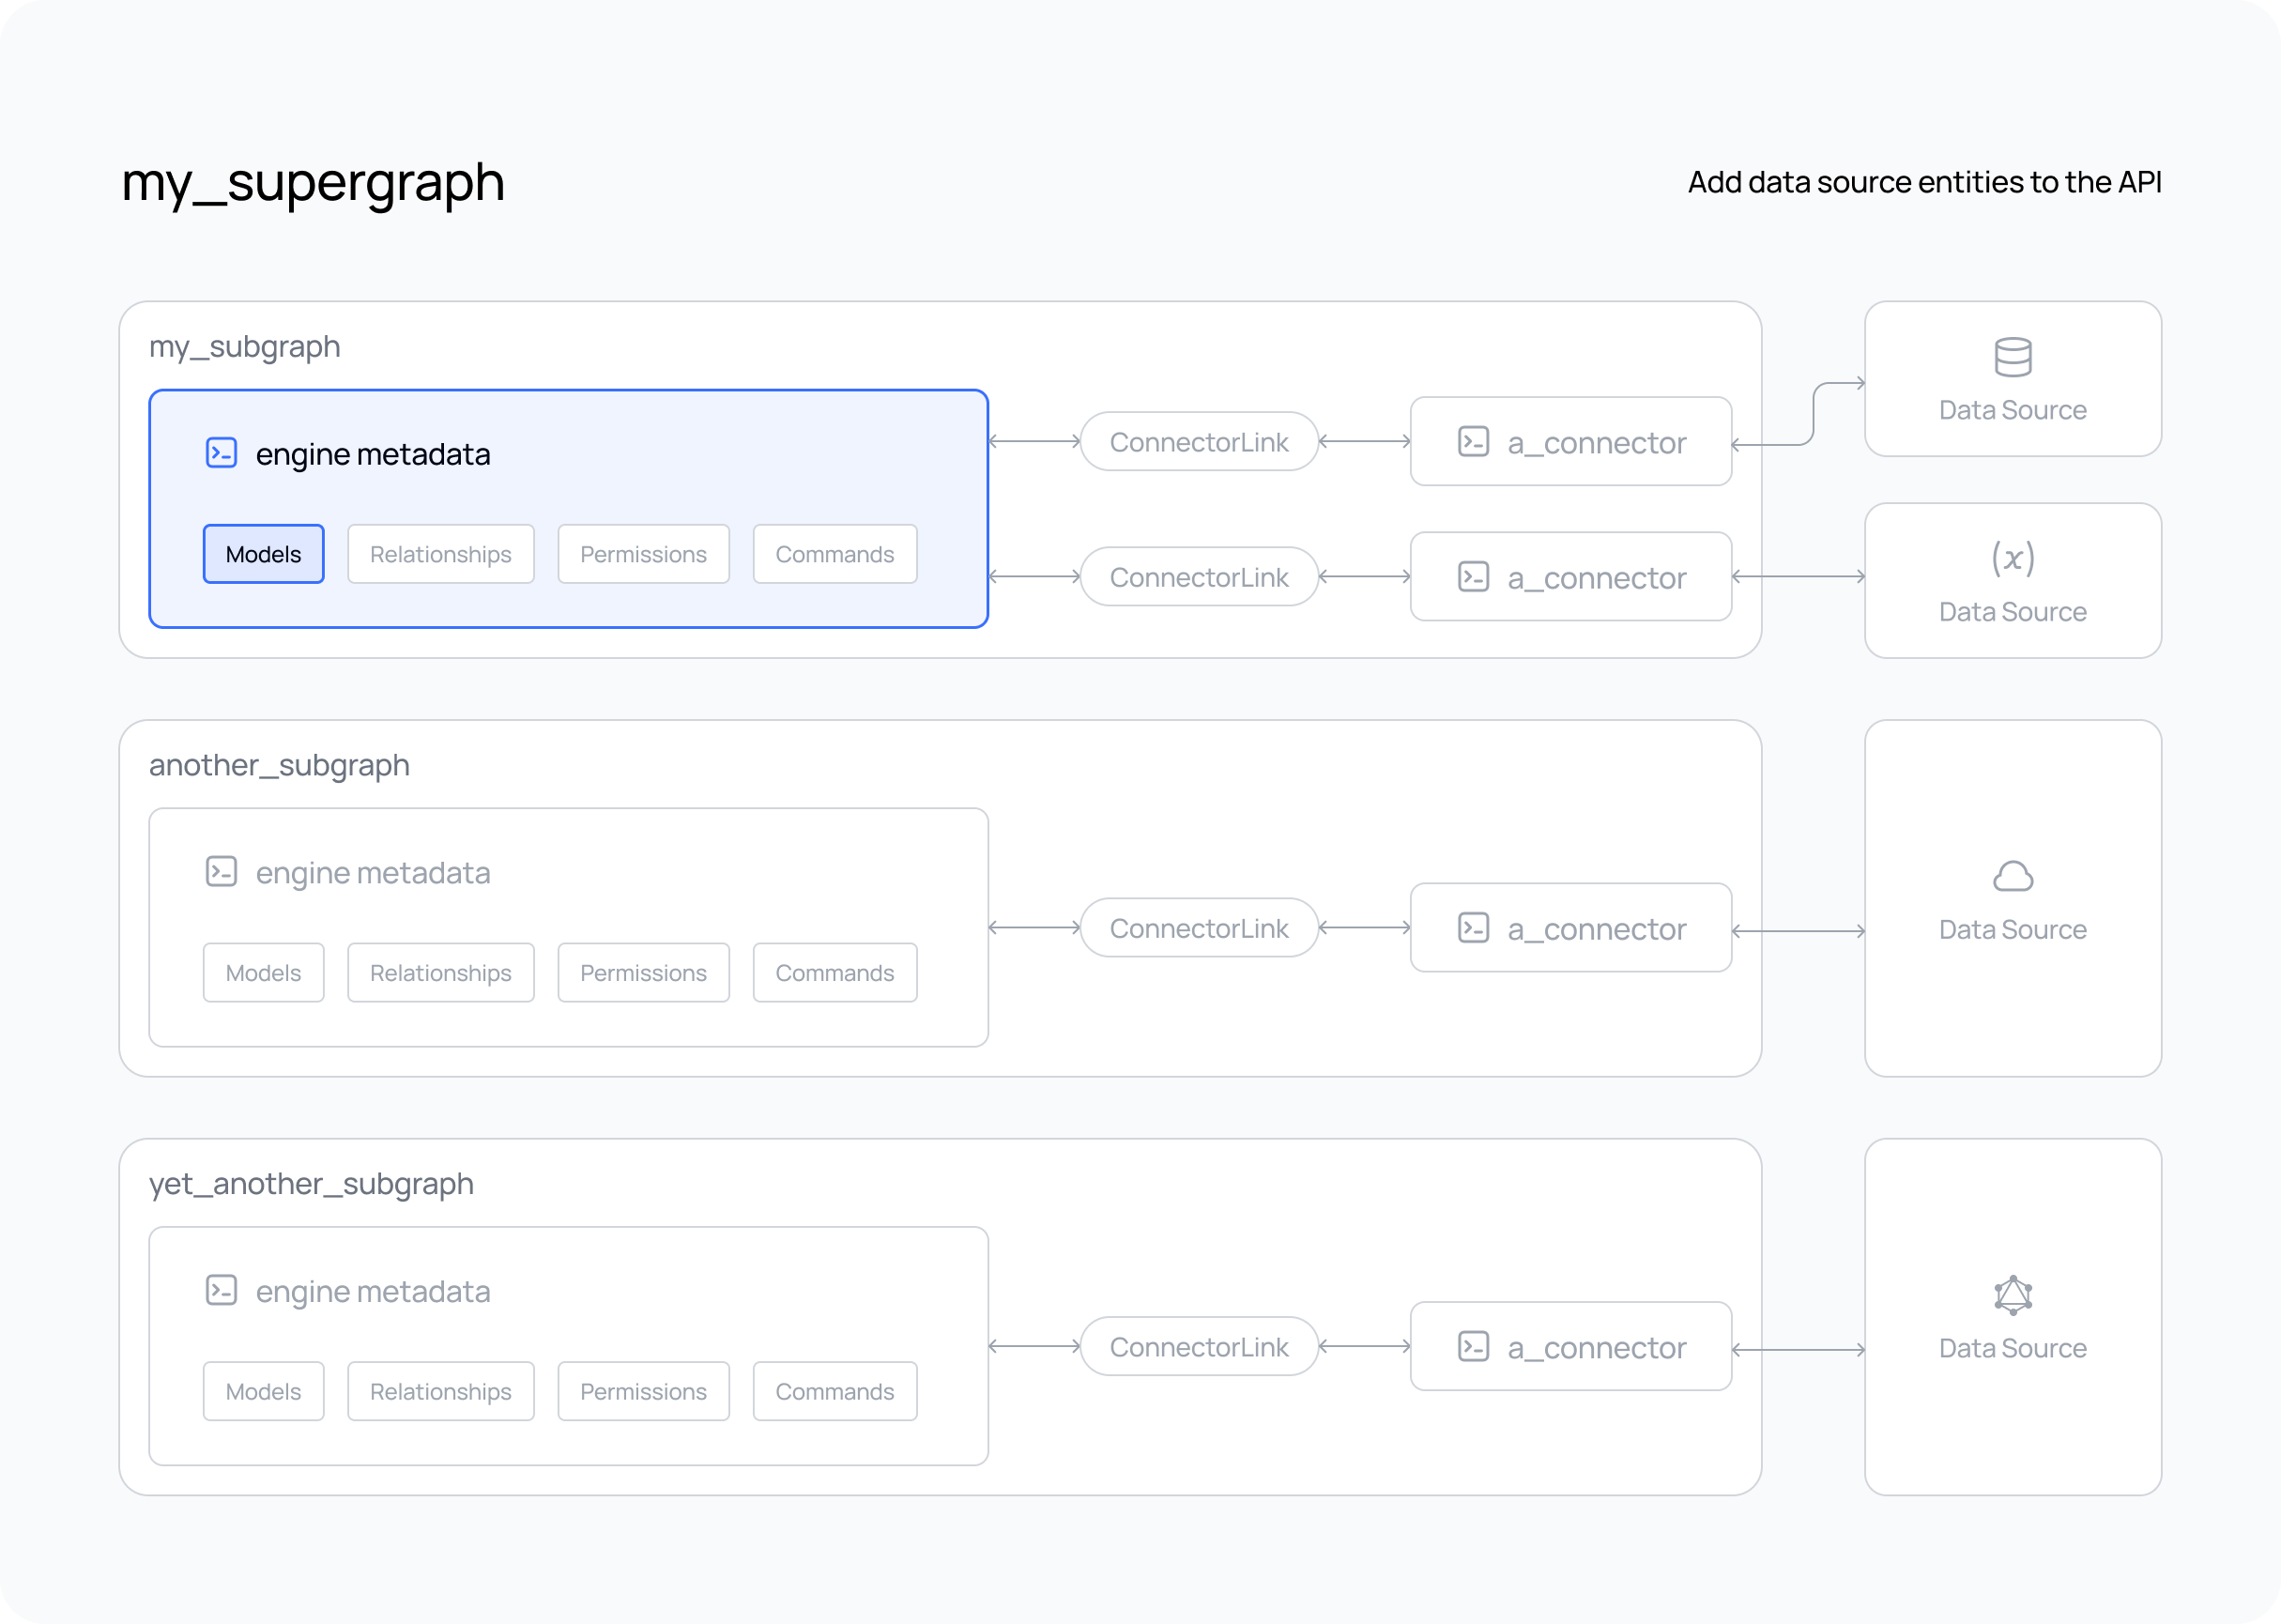 my_supergraph
Add data source entities to the API
my_subgraph
engine metadata
Models
Relationships
Permissions
Commands
ConnectorLink
a_connector
Data Source
ConnectorLink
a_connector
(x)
Data Source
another_subgraph
engine metadata
Models
Relationships
Permissions
Commands
ConnectorLink
a_connector
Data Source
yet_another_subgraph
engine metadata
Models
Relationships
Permissions
Commands
ConnectorLink
a_connector
Data Source